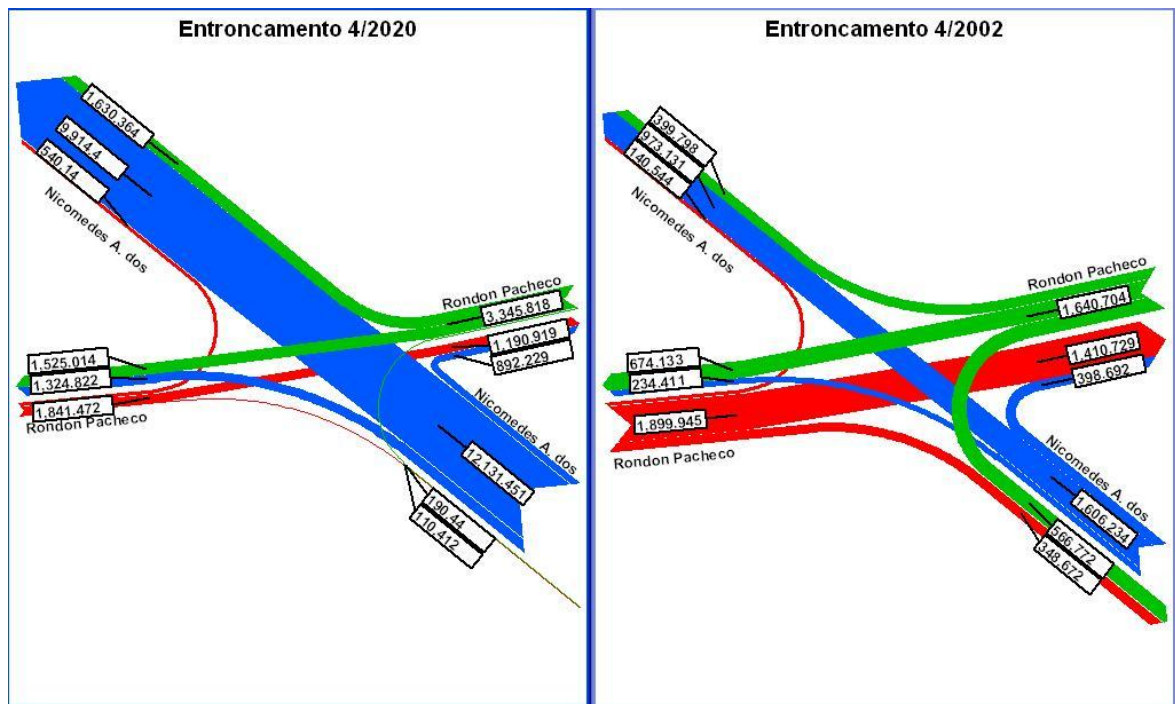 Entroncamento 4/2020
1,630.364
9,914.4
540.14
Nicomedes A. dos
Rondon Pacheco
3,345.818
1,190.919
892.229
1,525.014
1,324.822
1,841.472
Rondon Pacheco
Nicomedes A. dos
12,131.451
190.44
110.412
Entroncamento 4/2002
399.798
973.131
140.544
Nicomedes A. dos
Rondon Pacheco
1,640.704
1,410.729
398.692
674.133
234.411
1,899.945
Rondon Pacheco
Nicomedes A. dos
1,606.234
566.772
348.672